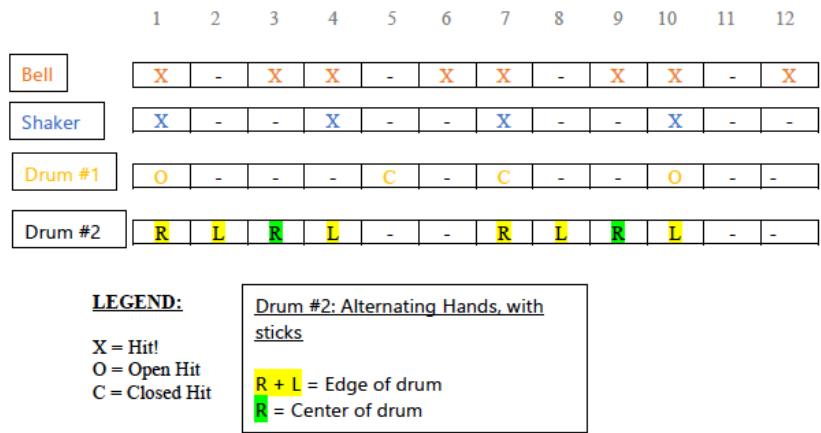 1 2 3 4 5 6 7 8 9 10 11 12
Bell X - X X - X X - X X - X
Shaker X - - X - - X - - X - -
Drum #1 O - - - C - C - - O - -
Drum #2 R L R L - - R L R L - -
LEGEND:
X = Hit!
O = Open Hit
C = Closed Hit
Drum #2: Alternating Hands, with
sticks
R + L = Edge of drum
R = Center of drum